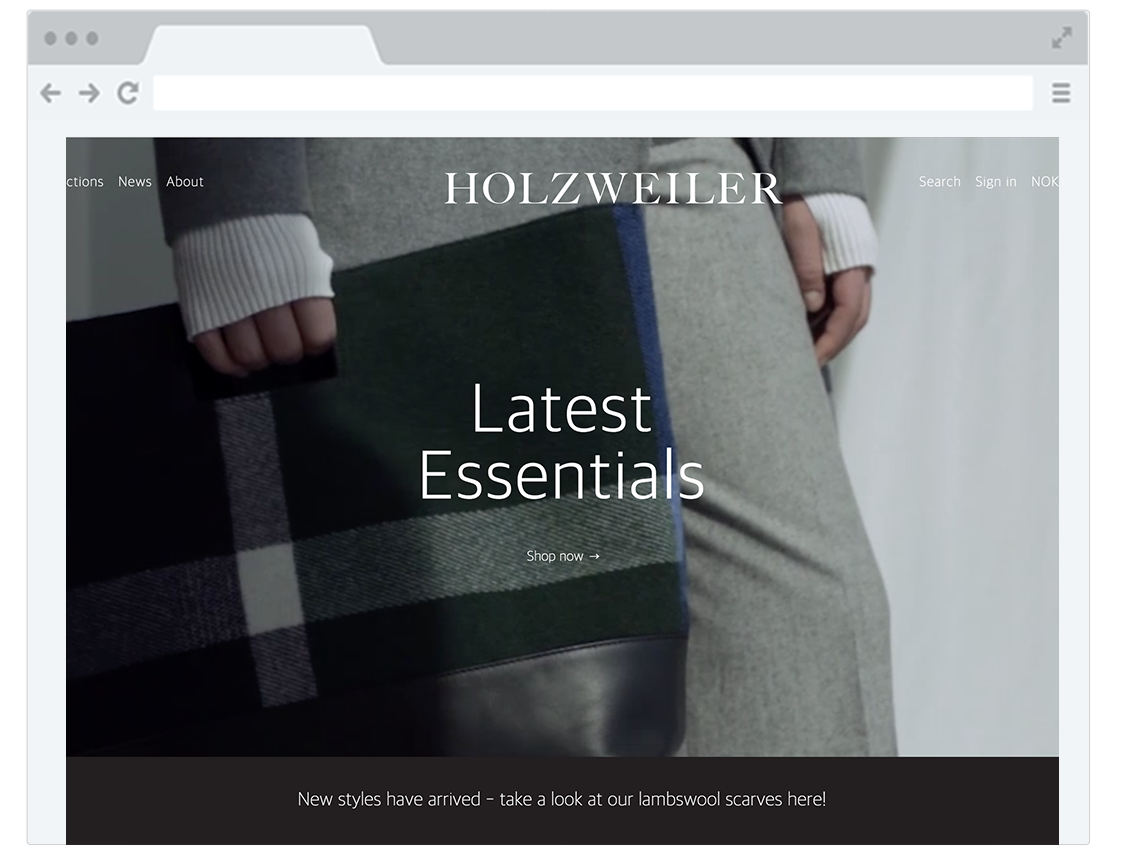 ctions News About
HOLZWEILER
Search Sign in NOK
Latest
Essentials
Shop now →
New styles have arrived – take a look at our lambswool scarves here!